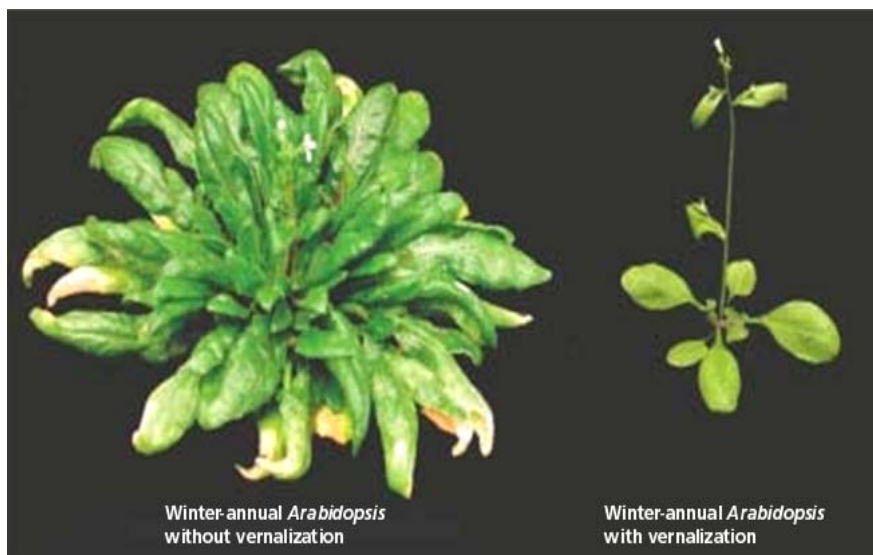 Winter-annual Arabidopsis
without vernalization
Winter-annual Arabidopsis
with vernalization